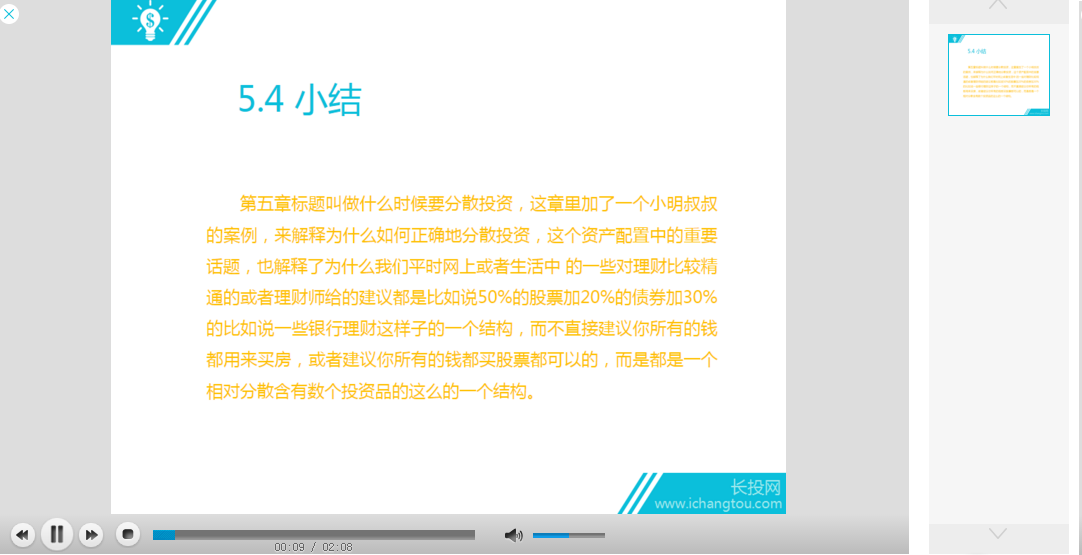 5.4 小结
第五章标题叫做什么时候要分散投资，这章里加了一个小明叔叔
的案例，来解释为什么如何正确地分散投资，这个资产配置中的重要
话题，也解释了为什么我们平时网上或者生活中 的一些对理财比较精
通的或者理财师给的建议都是比如说50%的股票加20%的债券加30%
的比如说一些银行理财这样子的一个结构，而不直接建议你所有的钱
都用来买房，或者建议你所有的钱都买股票都可以的，而是都是一个
相对分散含有数个投资品的这么的一个结构。
长投网
www.ichangtou.com
00:09 / 02:08
5.4 小结